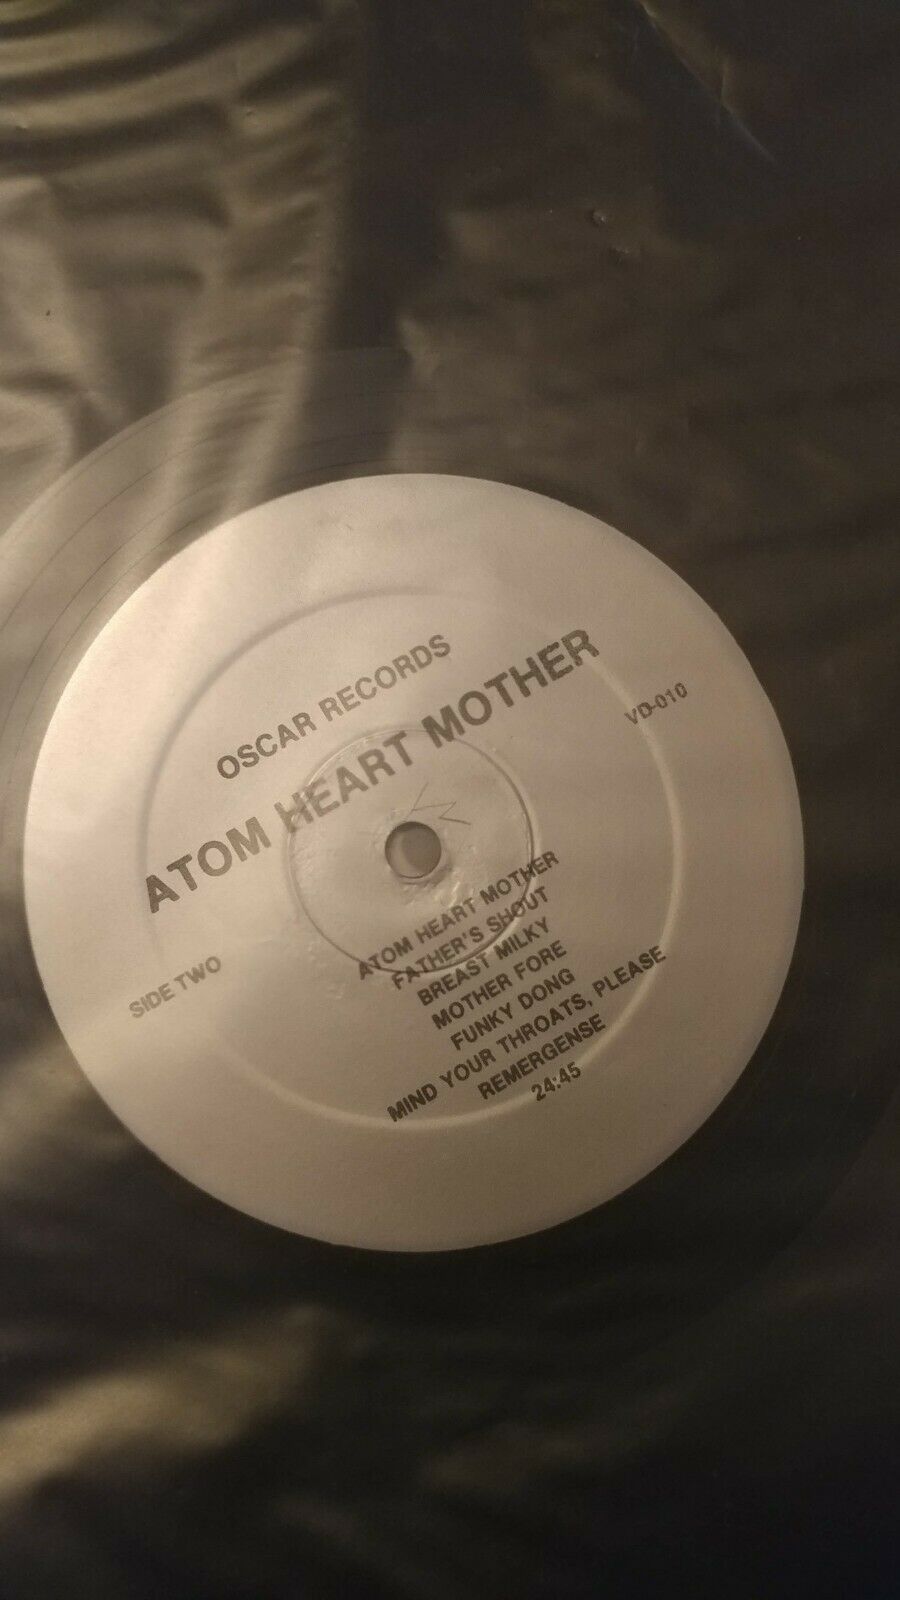 OSCAR RECORDS
ATOM HEART MOTHER
VD-010
SIDE TWO
ATOM HEART MOTHER
FATHER'S SHOUT
BREAST MILKY
MOTHER FORE
FUNKY DONG
MIND YOUR THROATS, PLEASE
REMERGENSE
24:45